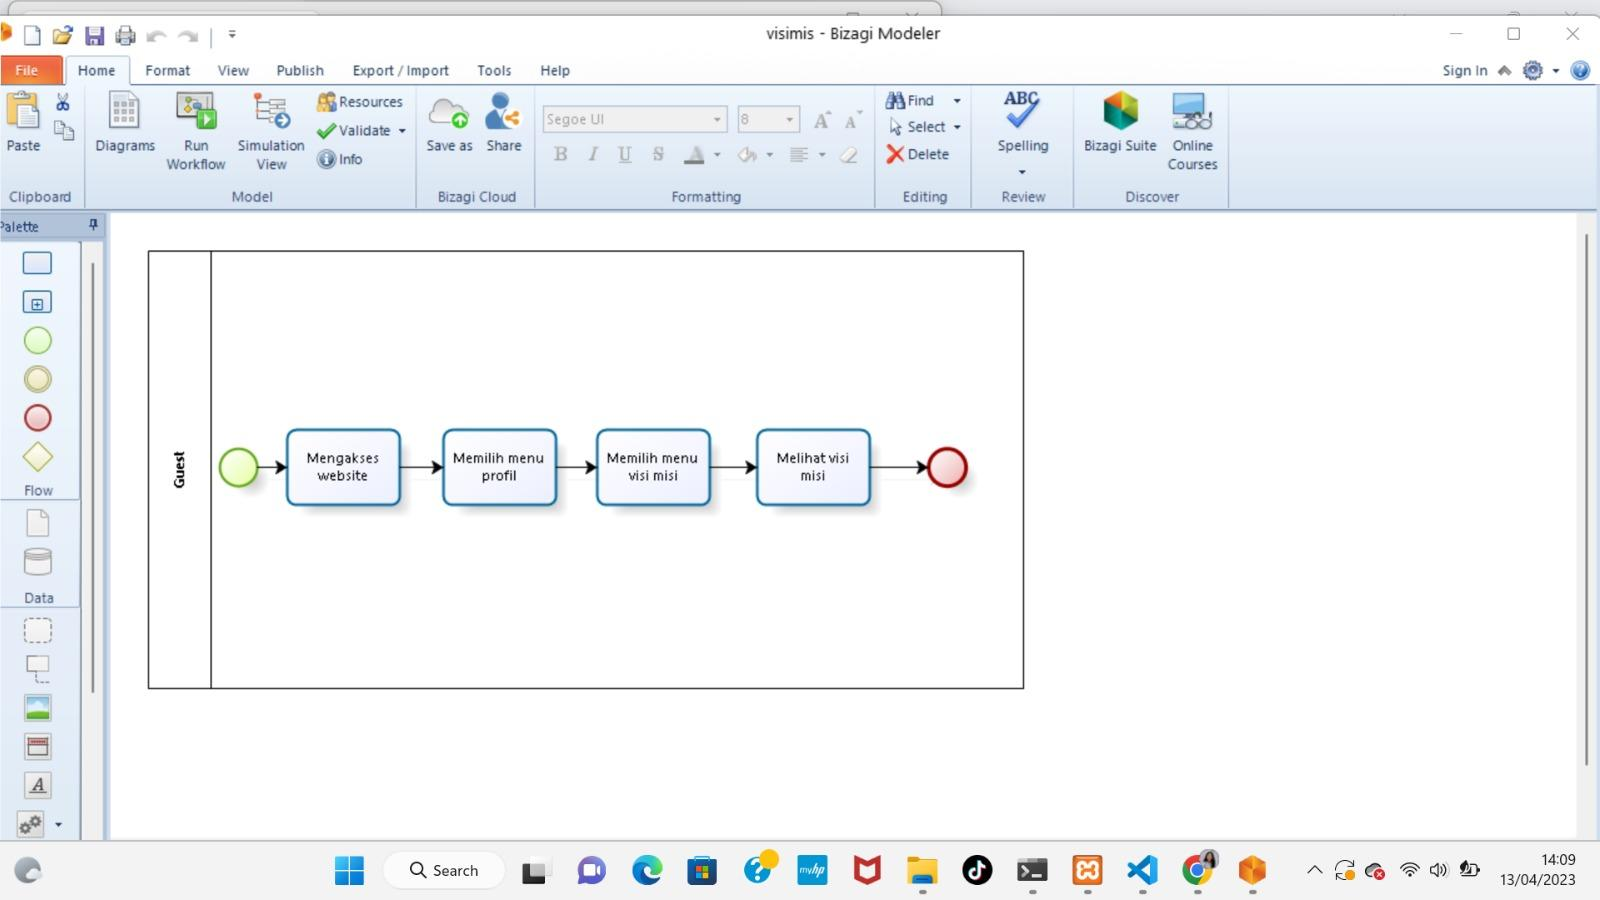 visimis - Bizagi Modeler
File Home Format View Publish Export / Import Tools Help Sign In
Paste
Clipboard
Diagrams
Run
Workflow
Simulation
View
Resources
Validate
Info
Model
Save as Share
Bizagi Cloud
Segoe UI 8
B I U S A
Formatting
Find
Select
Delete
Editing
ABC
Spelling
Review
Bizagi Suite
Online
Courses
Discover
Palette
Flow
Data
A
Guest
Mengakses
website
Memilih menu
profil
Memilih menu
visi misi
Melihat visi
misi
Search
myhp
14:09
13/04/2023